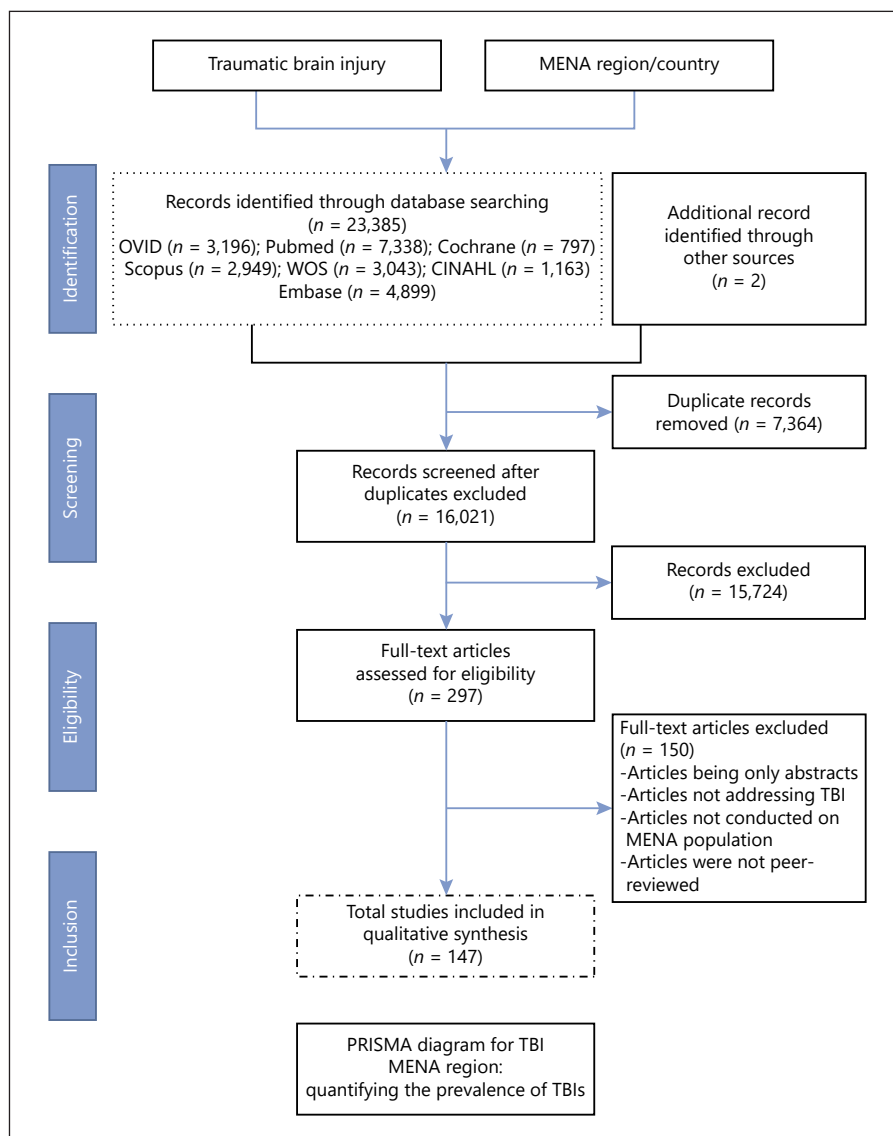 Traumatic brain injury
MENA region/country
Identification
Records identified through database searching
(n = 23,385)
OVID (n = 3,196); Pubmed (n = 7,338); Cochrane (n = 797)
Scopus (n = 2,949); WOS (n = 3,043); CINAHL (n = 1,163)
Embase (n = 4,899)
Additional record
identified through
other sources
(n = 2)
Screening
Duplicate records
removed (n = 7,364)
Records screened after
duplicates excluded
(n = 16,021)
Records excluded
(n = 15,724)
Eligibility
Full-text articles
assessed for eligibility
(n = 297)
Full-text articles excluded
(n = 150)
-Articles being only abstracts
-Articles not addressing TBI
-Articles not conducted on
MENA population
-Articles were not peer-
reviewed
Inclusion
Total studies included in
qualitative synthesis
(n = 147)
PRISMA diagram for TBI
MENA region:
quantifying the prevalence of TBIs